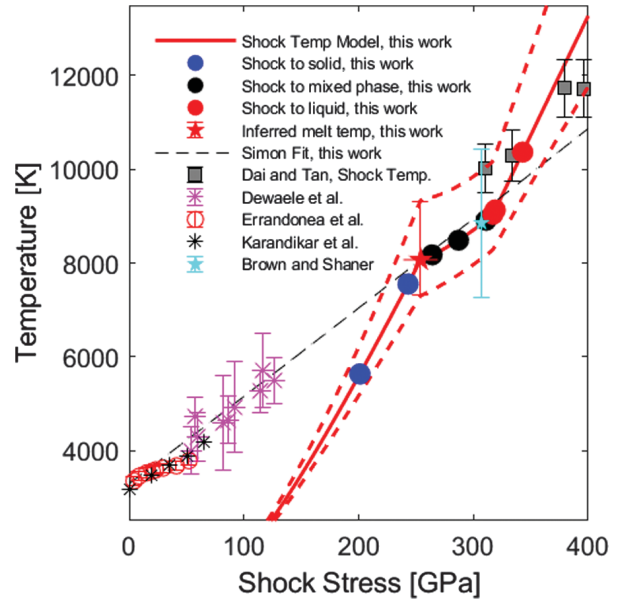 Shock Temp Model, this work
Shock to solid, this work
Shock to mixed phase, this work
Shock to liquid, this work
Inferred melt temp, this work
Simon Fit, this work
Dai and Tan, Shock Temp.
Dewaele et al.
Errandonea et al.
Karandikar et al.
Brown and Shaner
12000
10000
8000
6000
4000
Temperature [K]
0 100 200 300 400
Shock Stress [GPa]